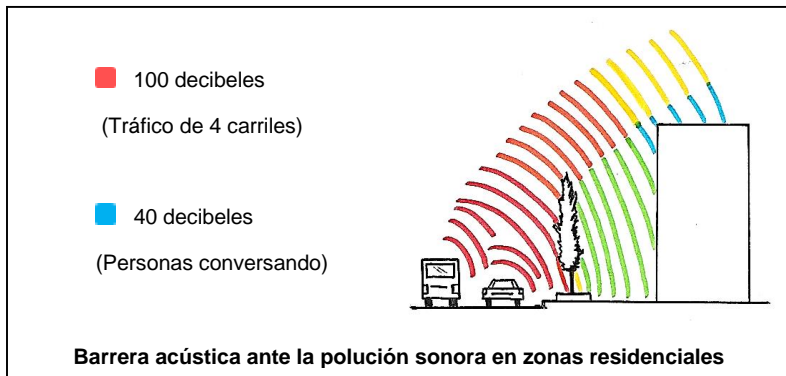 100 decibeles
(Tráfico de 4 carriles)
40 decibeles
(Personas conversando)
Barrera acústica ante la polución sonora en zonas residenciales